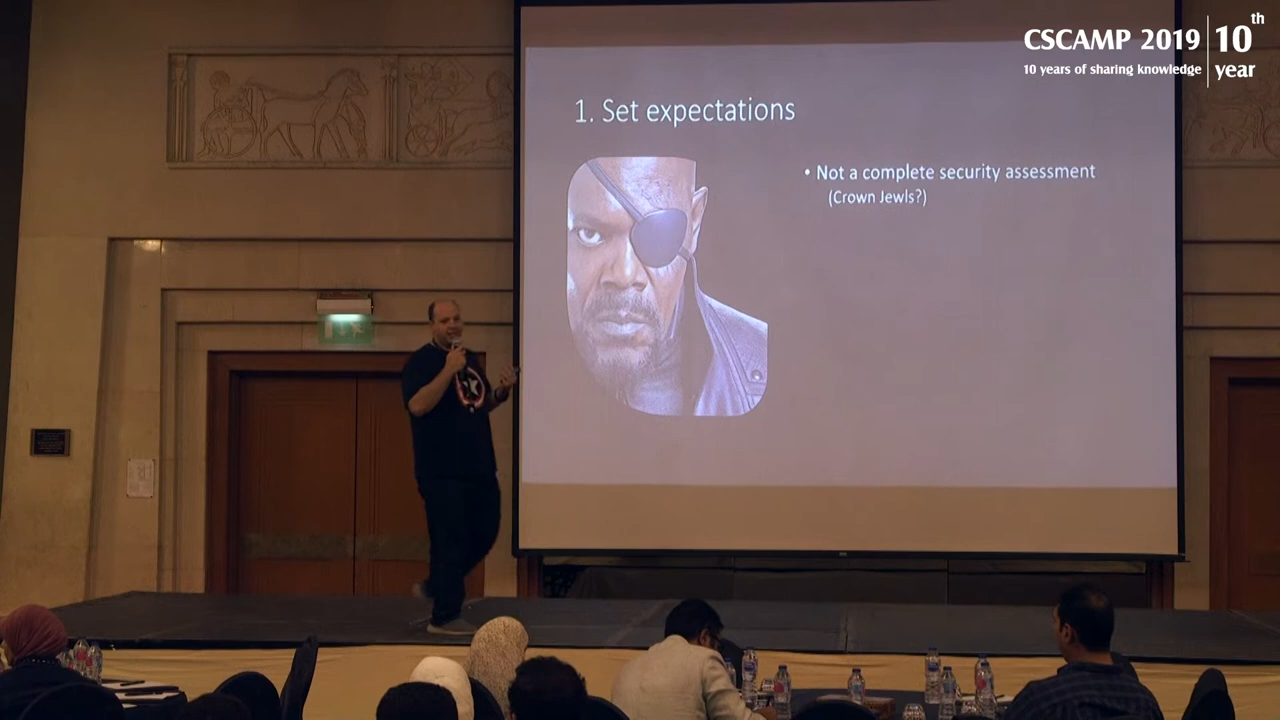 CSCAMP 2019
10 years of sharing knowledge
10th
year
1. Set expectations
• Not a complete security assessment
(Crown Jewls?)